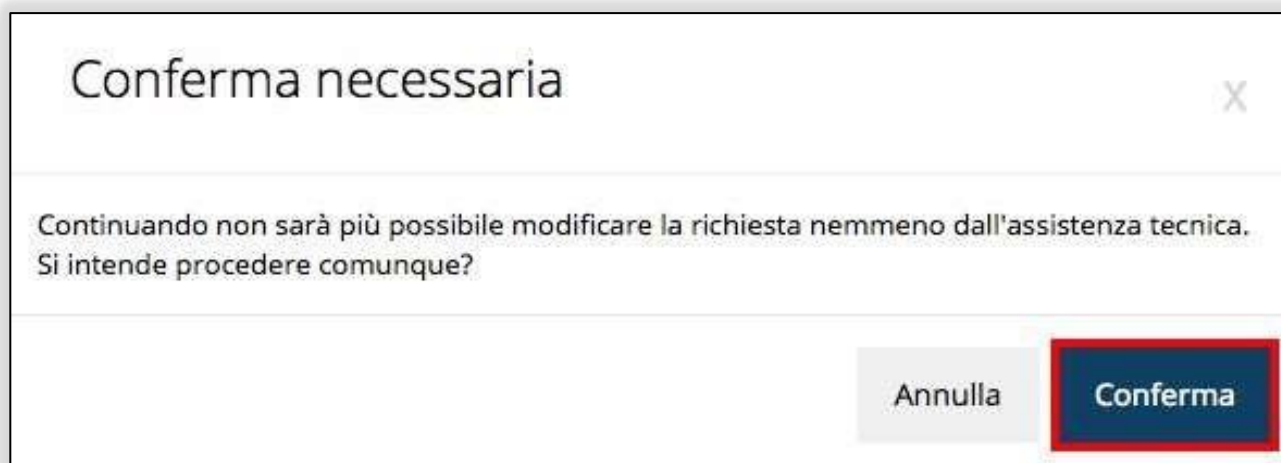 Conferma necessaria
X
Continuando non sarà più possibile modificare la richiesta nemmeno dall'assistenza tecnica.
Si intende procedere comunque?
Annulla
Conferma